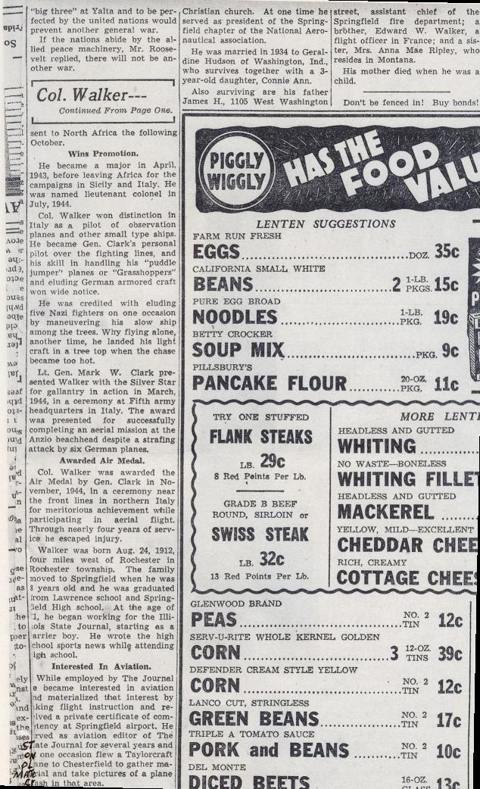 "big three" at Yalta and to be per-
fected by the united nations would
prevent another general war.
If the nations abide by the al-
lied peace machinery, Mr. Roose-
velt replied, there will not be an-
other war.
Col. Walker---
Continued From Page One.
sent to North Africa the following
October.
Wins Promotion.
He became a major in April,
1943, before leaving Africa for the
campaigns in Sicily and Italy. He
was named lieutenant colonel in
July, 1944.
Col. Walker won distinction in
Italy as a pilot of observation
planes and other small type ships.
He became Gen. Clark's personal
pilot over the fighting lines, and
his skill in handling his "puddle
jumper" planes or "Grasshoppers"
and eluding German armored craft
won wide notice.
He was credited with eluding
five Nazi fighters on one occasion
by maneuvering his slow ship
among the trees. Why flying alone,
another time, he landed his light
craft in a tree top when the chase
became too hot.
Lt. Gen. Mark W. Clark pre-
sented Walker with the Silver Star
for gallantry in action in March,
1944, in a ceremony at Fifth army
headquarters in Italy. The award
was presented for successfully
completing an aerial mission at the
Anzio beachhead despite a strafing
attack by six German planes.
Awarded Air Medal.
Col. Walker was awarded the
Air Medal by Gen. Clark in No-
vember, 1944, in a ceremony near
the front lines in northern Italy
for meritorious achievement while
participating in aerial flight.
Through nearly four years of serv-
ice he escaped injury.
Walker was born Aug. 24, 1912,
four miles west of Rochester in
Rochester township. The family
moved to Springfield when he was
8 years old and he was graduated
from Lawrence school and Spring-
field High school. At the age of
1, he began working for the Illi-
ois State Journal, starting as a
arrier boy. He wrote the high
chool sports news while attending
igh school.
Interested In Aviation.
While employed by The Journal
e became interested in aviation
nd materialized that interest by
king flight instruction and re-
ived a private certificate of com-
tency at Springfield airport. He
rved as aviation editor of The
ate Journal for several years and
one occasion flew a Taylorcraft
ne to Chesterfield to gather ma-
ial and take pictures of a plane
ash in that area.
Christian church. At one time he
served as president of the Spring-
field chapter of the National Aero-
nautical association.
He was married in 1934 to Geral-
dine Hudson of Washington, Ind.,
who survives together with a 3-
year-old daughter, Connie Ann.
Also surviving are his father
James H., 1105 West Washington
street, assistant chief of the
Springfield fire department; a
brother, Edward W. Walker, a
flight officer in France; and a sis-
ter, Mrs. Anna Mae Ripley, who
resides in Montana.
His mother died when he was a
child.
Don't be fenced in! Buy bonds!
PIGGLY
WIGGLY
HAS THE
FOOD
VALU
LENTEN SUGGESTIONS
FARM RUN FRESH
EGGS DOZ. 35c
CALIFORNIA SMALL WHITE
BEANS 2 1-LB. PKGS. 15c
PURE EGG BROAD
NOODLES 1-LB. PKG. 19c
BETTY CROCKER
SOUP MIX PKG. 9c
PILLSBURY'S
PANCAKE FLOUR 20-OZ. PKG. 11c
TRY ONE STUFFED
FLANK STEAKS
LB. 29c
8 Red Points Per Lb.
GRADE B BEEF
ROUND, SIRLOIN or
SWISS STEAK
LB. 32c
13 Red Points Per Lb.
MORE LENT
HEADLESS AND GUTTED
WHITING
NO WASTE—BONELESS
WHITING FILLET
HEADLESS AND GUTTED
MACKEREL
YELLOW, MILD—EXCELLENT
CHEDDAR CHEE
RICH, CREAMY
COTTAGE CHEES
GLENWOOD BRAND
PEAS NO. 2 TIN 12c
SERV-U-RITE WHOLE KERNEL GOLDEN
CORN 3 12-OZ. TINS 39c
DEFENDER CREAM STYLE YELLOW
CORN NO. 2 TIN 12c
LANCO CUT, STRINGLESS
GREEN BEANS NO. 2 TIN 17c
TRIPLE A TOMATO SAUCE
PORK and BEANS NO. 2 TIN 10c
DEL MONTE
DICED BEETS 16-OZ. GLASS 13c